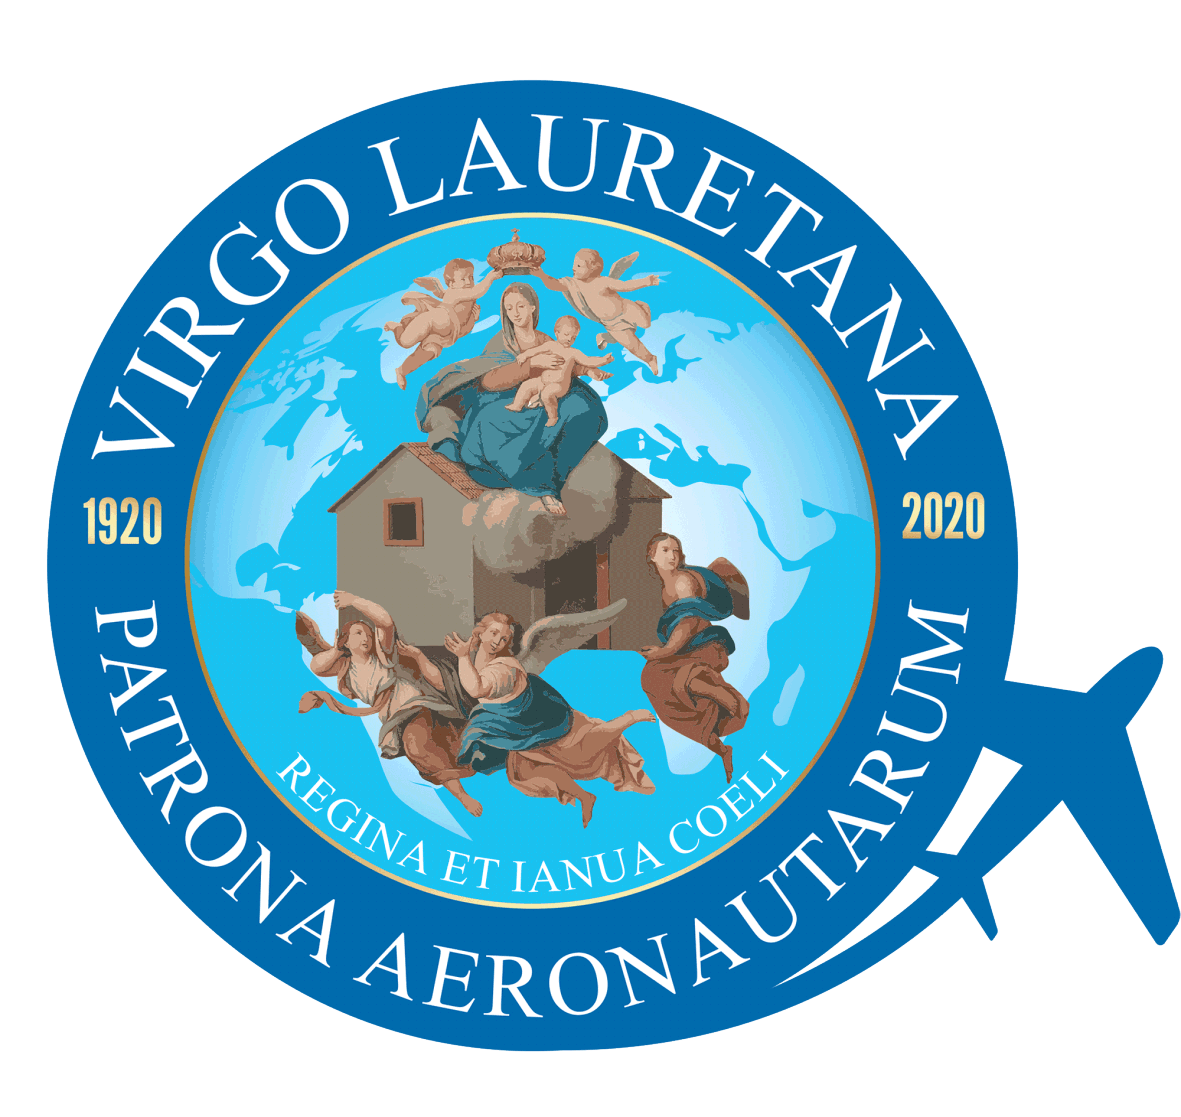 VIRGO LAURETANA
1920
2020
PATRONA AERONAUTARUM
REGINA ET IANUA COELI